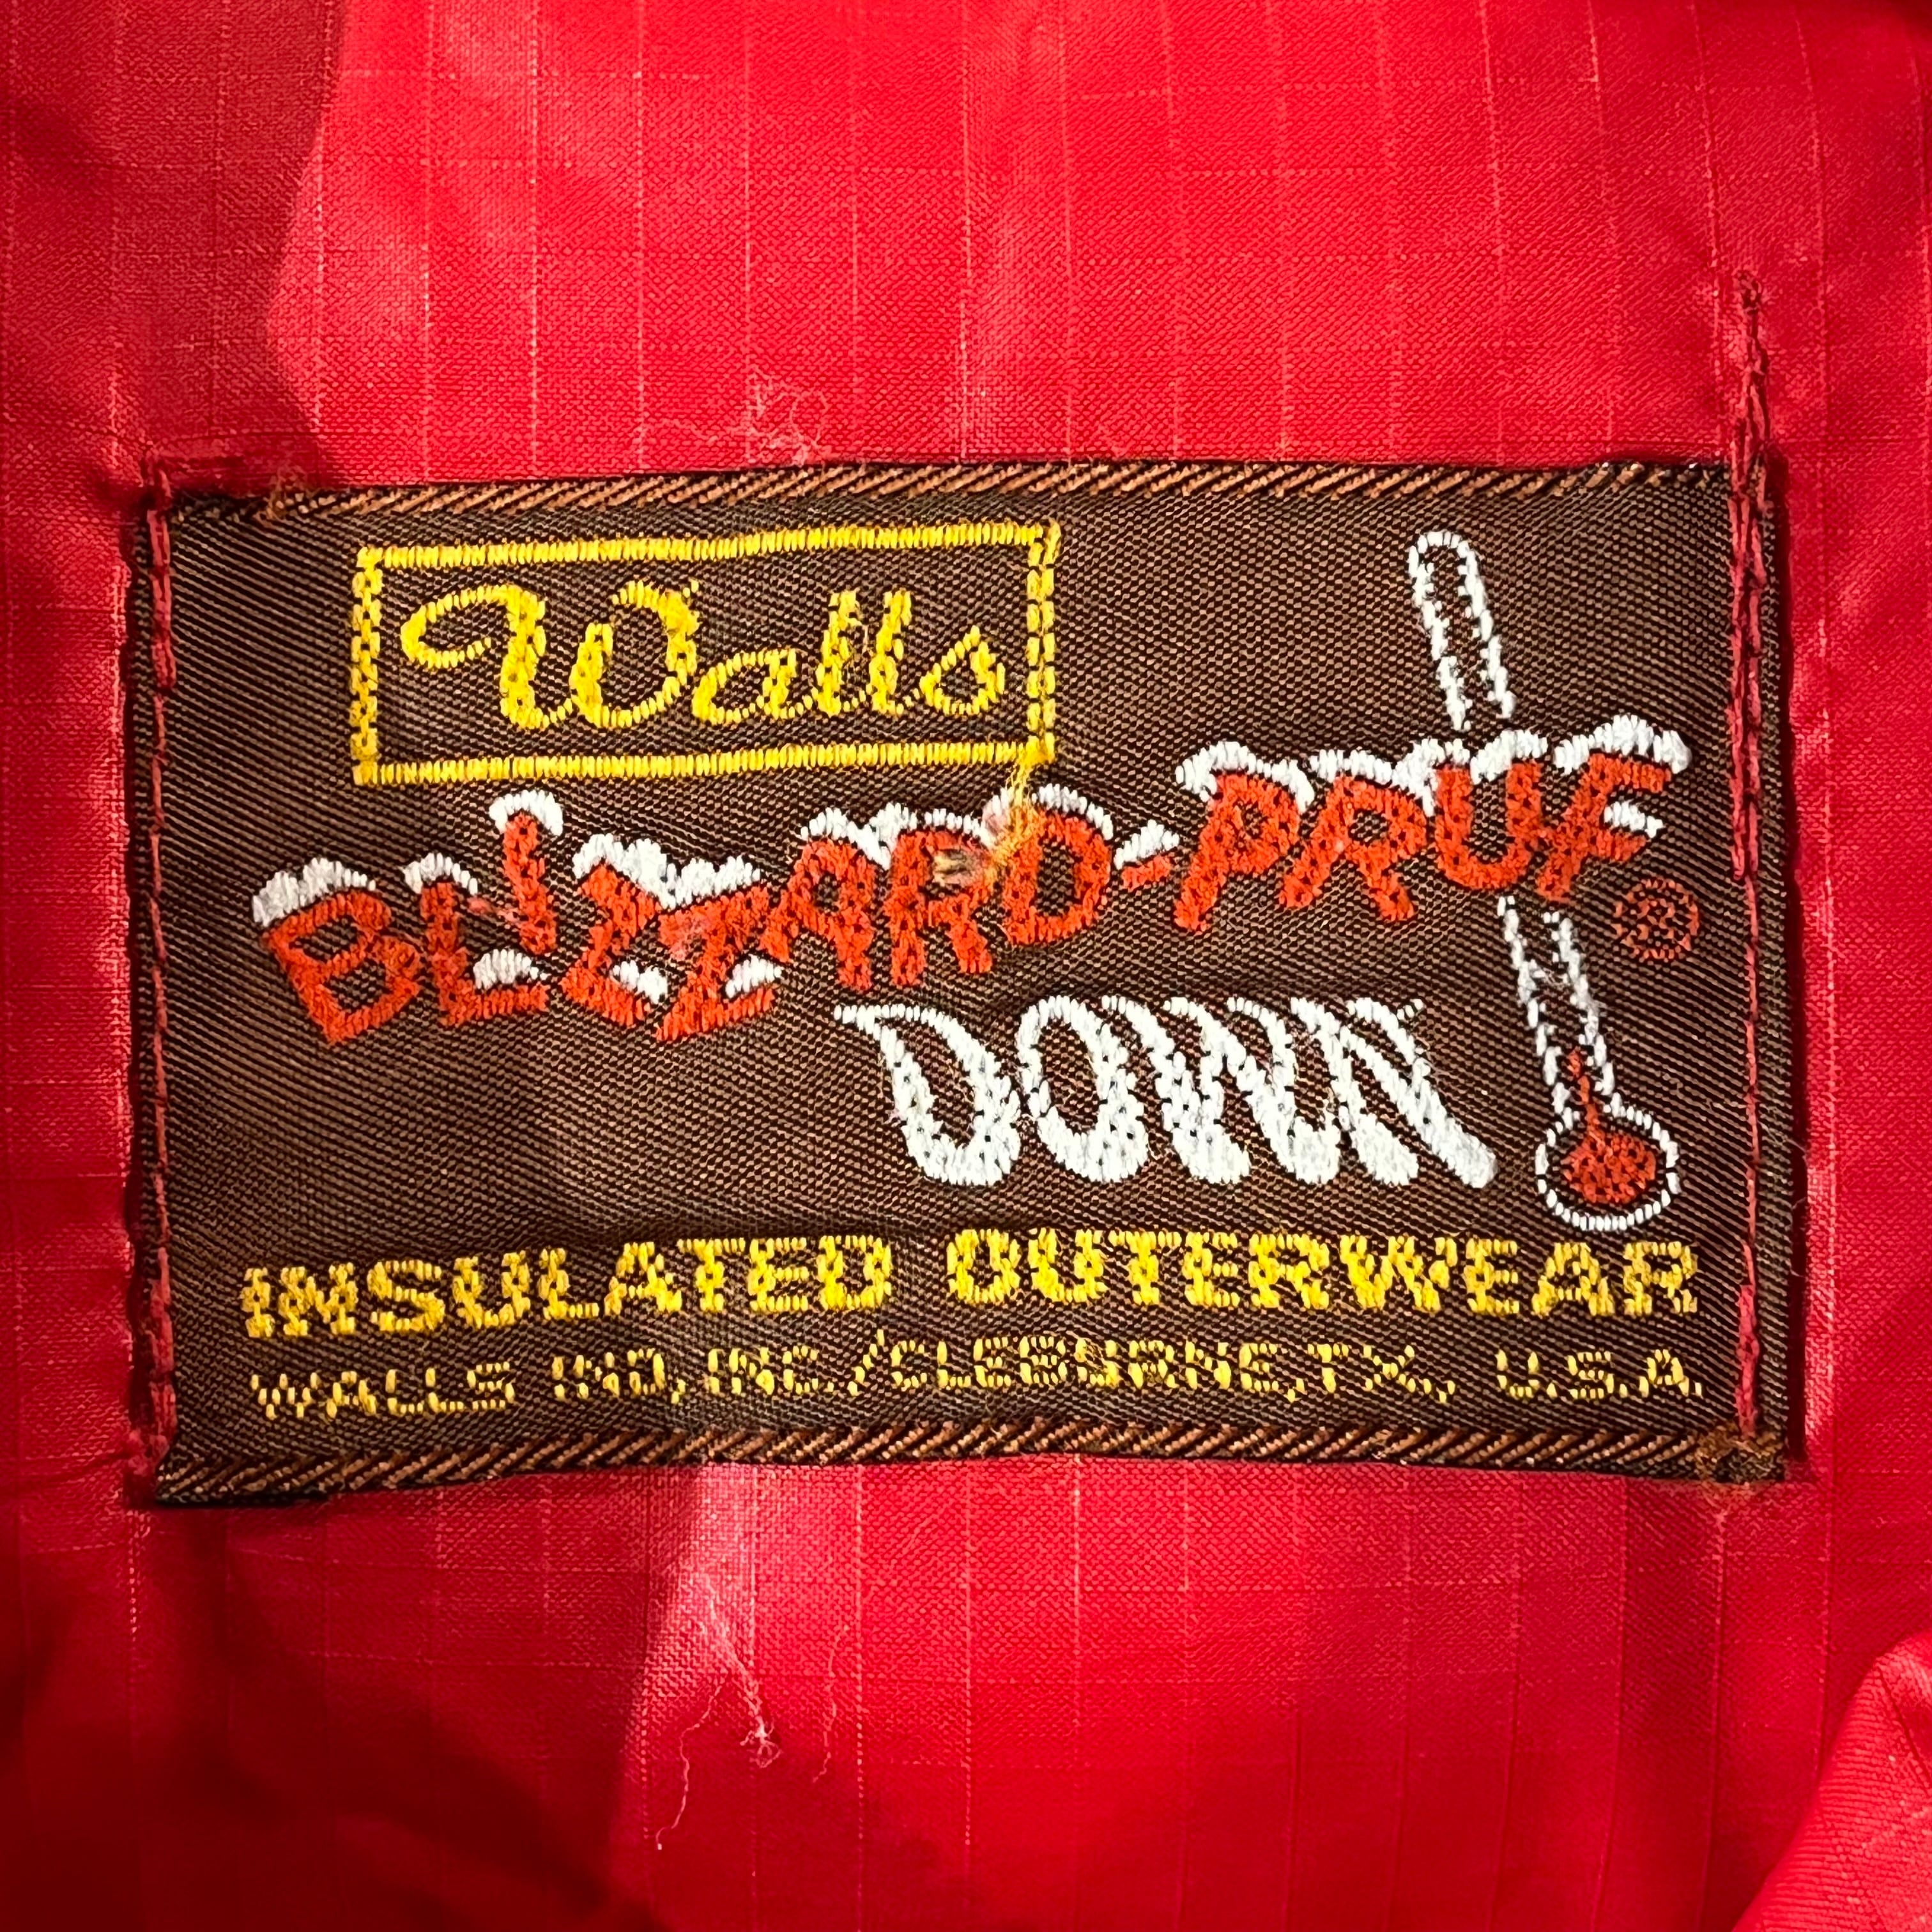 Walls
BLIZZARD-PRUF ®
DOWN
INSULATED OUTERWEAR
WALLS IND, INC./CLEBURNE, TX., U.S.A.